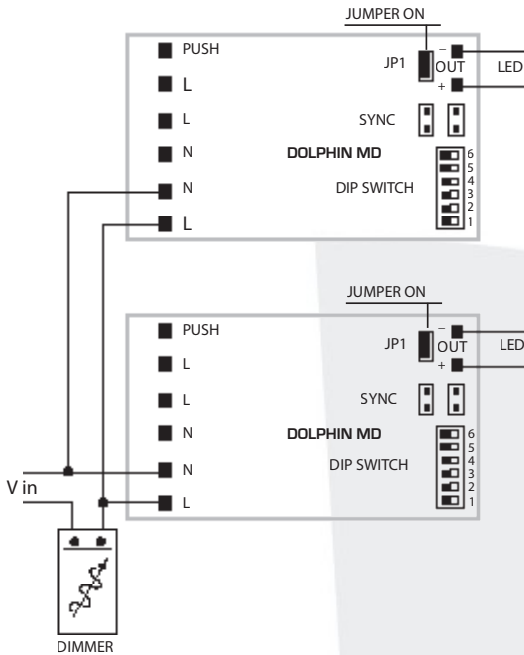 JUMPER ON
PUSH
JP1
−
OUT
+
LED
L
L
SYNC
N
DOLPHIN MD
N
DIP SWITCH
L
6
5
4
3
2
1
JUMPER ON
PUSH
JP1
−
OUT
+
LED
L
L
SYNC
N
DOLPHIN MD
N
DIP SWITCH
L
6
5
4
3
2
1
V in
DIMMER